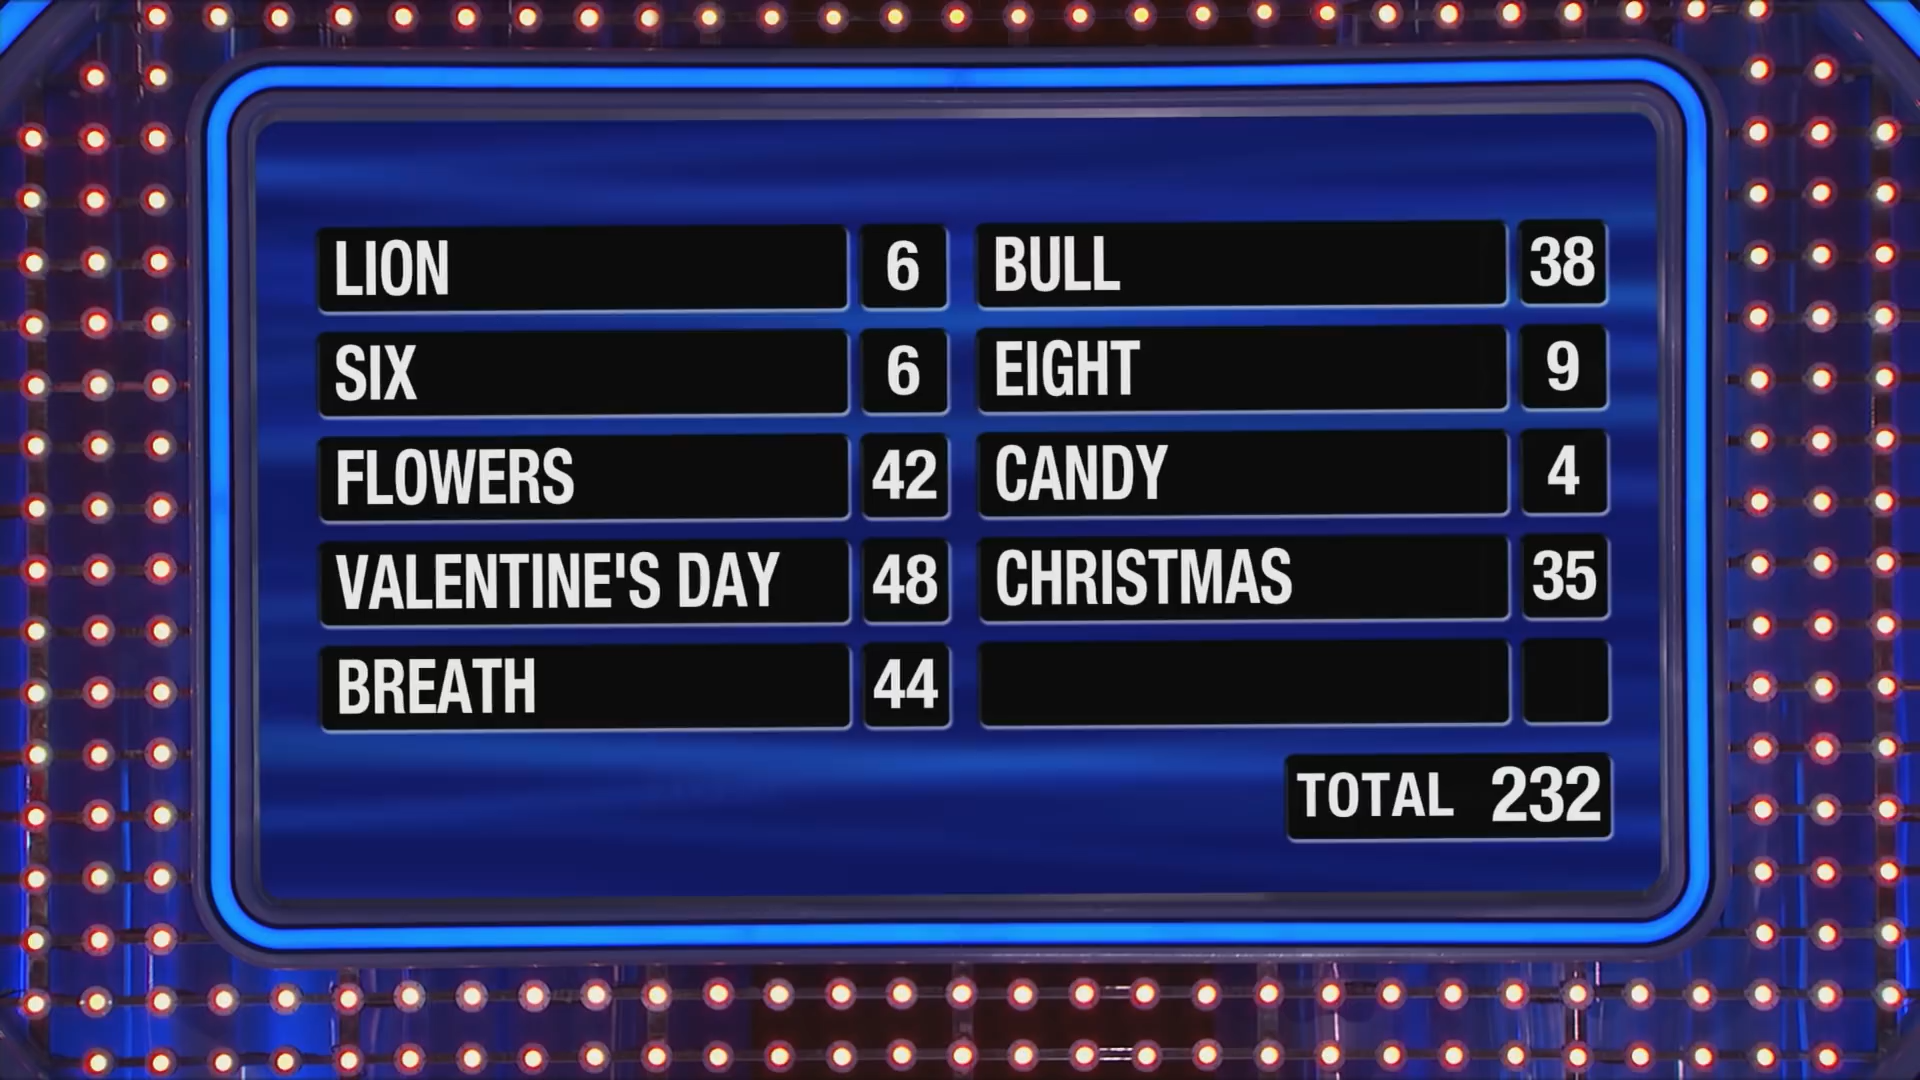 LION 6 BULL 38
SIX 6 EIGHT 9
FLOWERS 42 CANDY 4
VALENTINE'S DAY 48 CHRISTMAS 35
BREATH 44
TOTAL 232